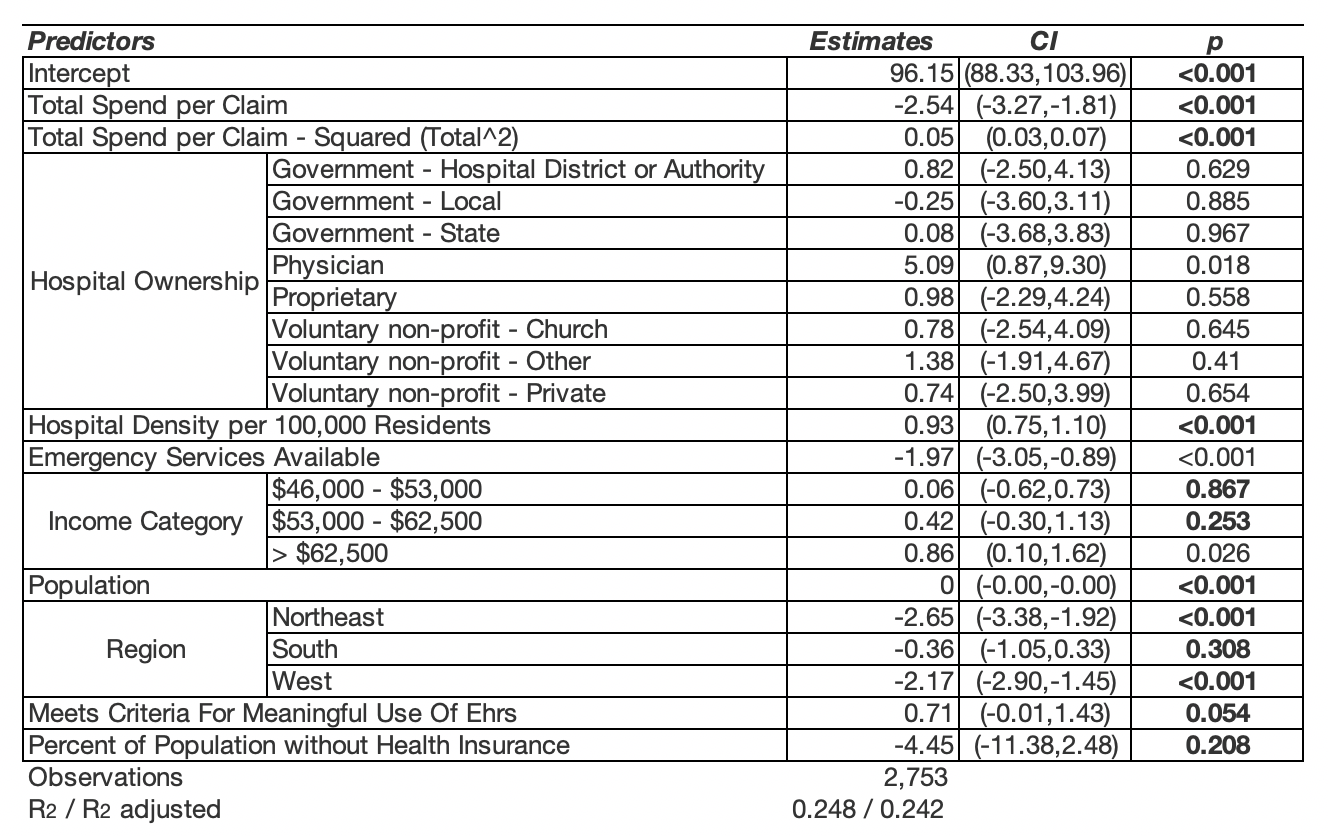 Predictors Estimates CI p
Intercept 96.15 (88.33,103.96) <0.001
Total Spend per Claim -2.54 (-3.27,-1.81) <0.001
Total Spend per Claim - Squared (Total^2) 0.05 (0.03,0.07) <0.001
Hospital Ownership
Government - Hospital District or Authority 0.82 (-2.50,4.13) 0.629
Government - Local -0.25 (-3.60,3.11) 0.885
Government - State 0.08 (-3.68,3.83) 0.967
Physician 5.09 (0.87,9.30) 0.018
Proprietary 0.98 (-2.29,4.24) 0.558
Voluntary non-profit - Church 0.78 (-2.54,4.09) 0.645
Voluntary non-profit - Other 1.38 (-1.91,4.67) 0.41
Voluntary non-profit - Private 0.74 (-2.50,3.99) 0.654
Hospital Density per 100,000 Residents 0.93 (0.75,1.10) <0.001
Emergency Services Available -1.97 (-3.05,-0.89) <0.001
Income Category
$46,000 - $53,000 0.06 (-0.62,0.73) 0.867
$53,000 - $62,500 0.42 (-0.30,1.13) 0.253
> $62,500 0.86 (0.10,1.62) 0.026
Population 0 (-0.00,-0.00) <0.001
Region
Northeast -2.65 (-3.38,-1.92) <0.001
South -0.36 (-1.05,0.33) 0.308
West -2.17 (-2.90,-1.45) <0.001
Meets Criteria For Meaningful Use Of Ehrs 0.71 (-0.01,1.43) 0.054
Percent of Population without Health Insurance -4.45 (-11.38,2.48) 0.208
Observations 2,753
R2 / R2 adjusted 0.248 / 0.242